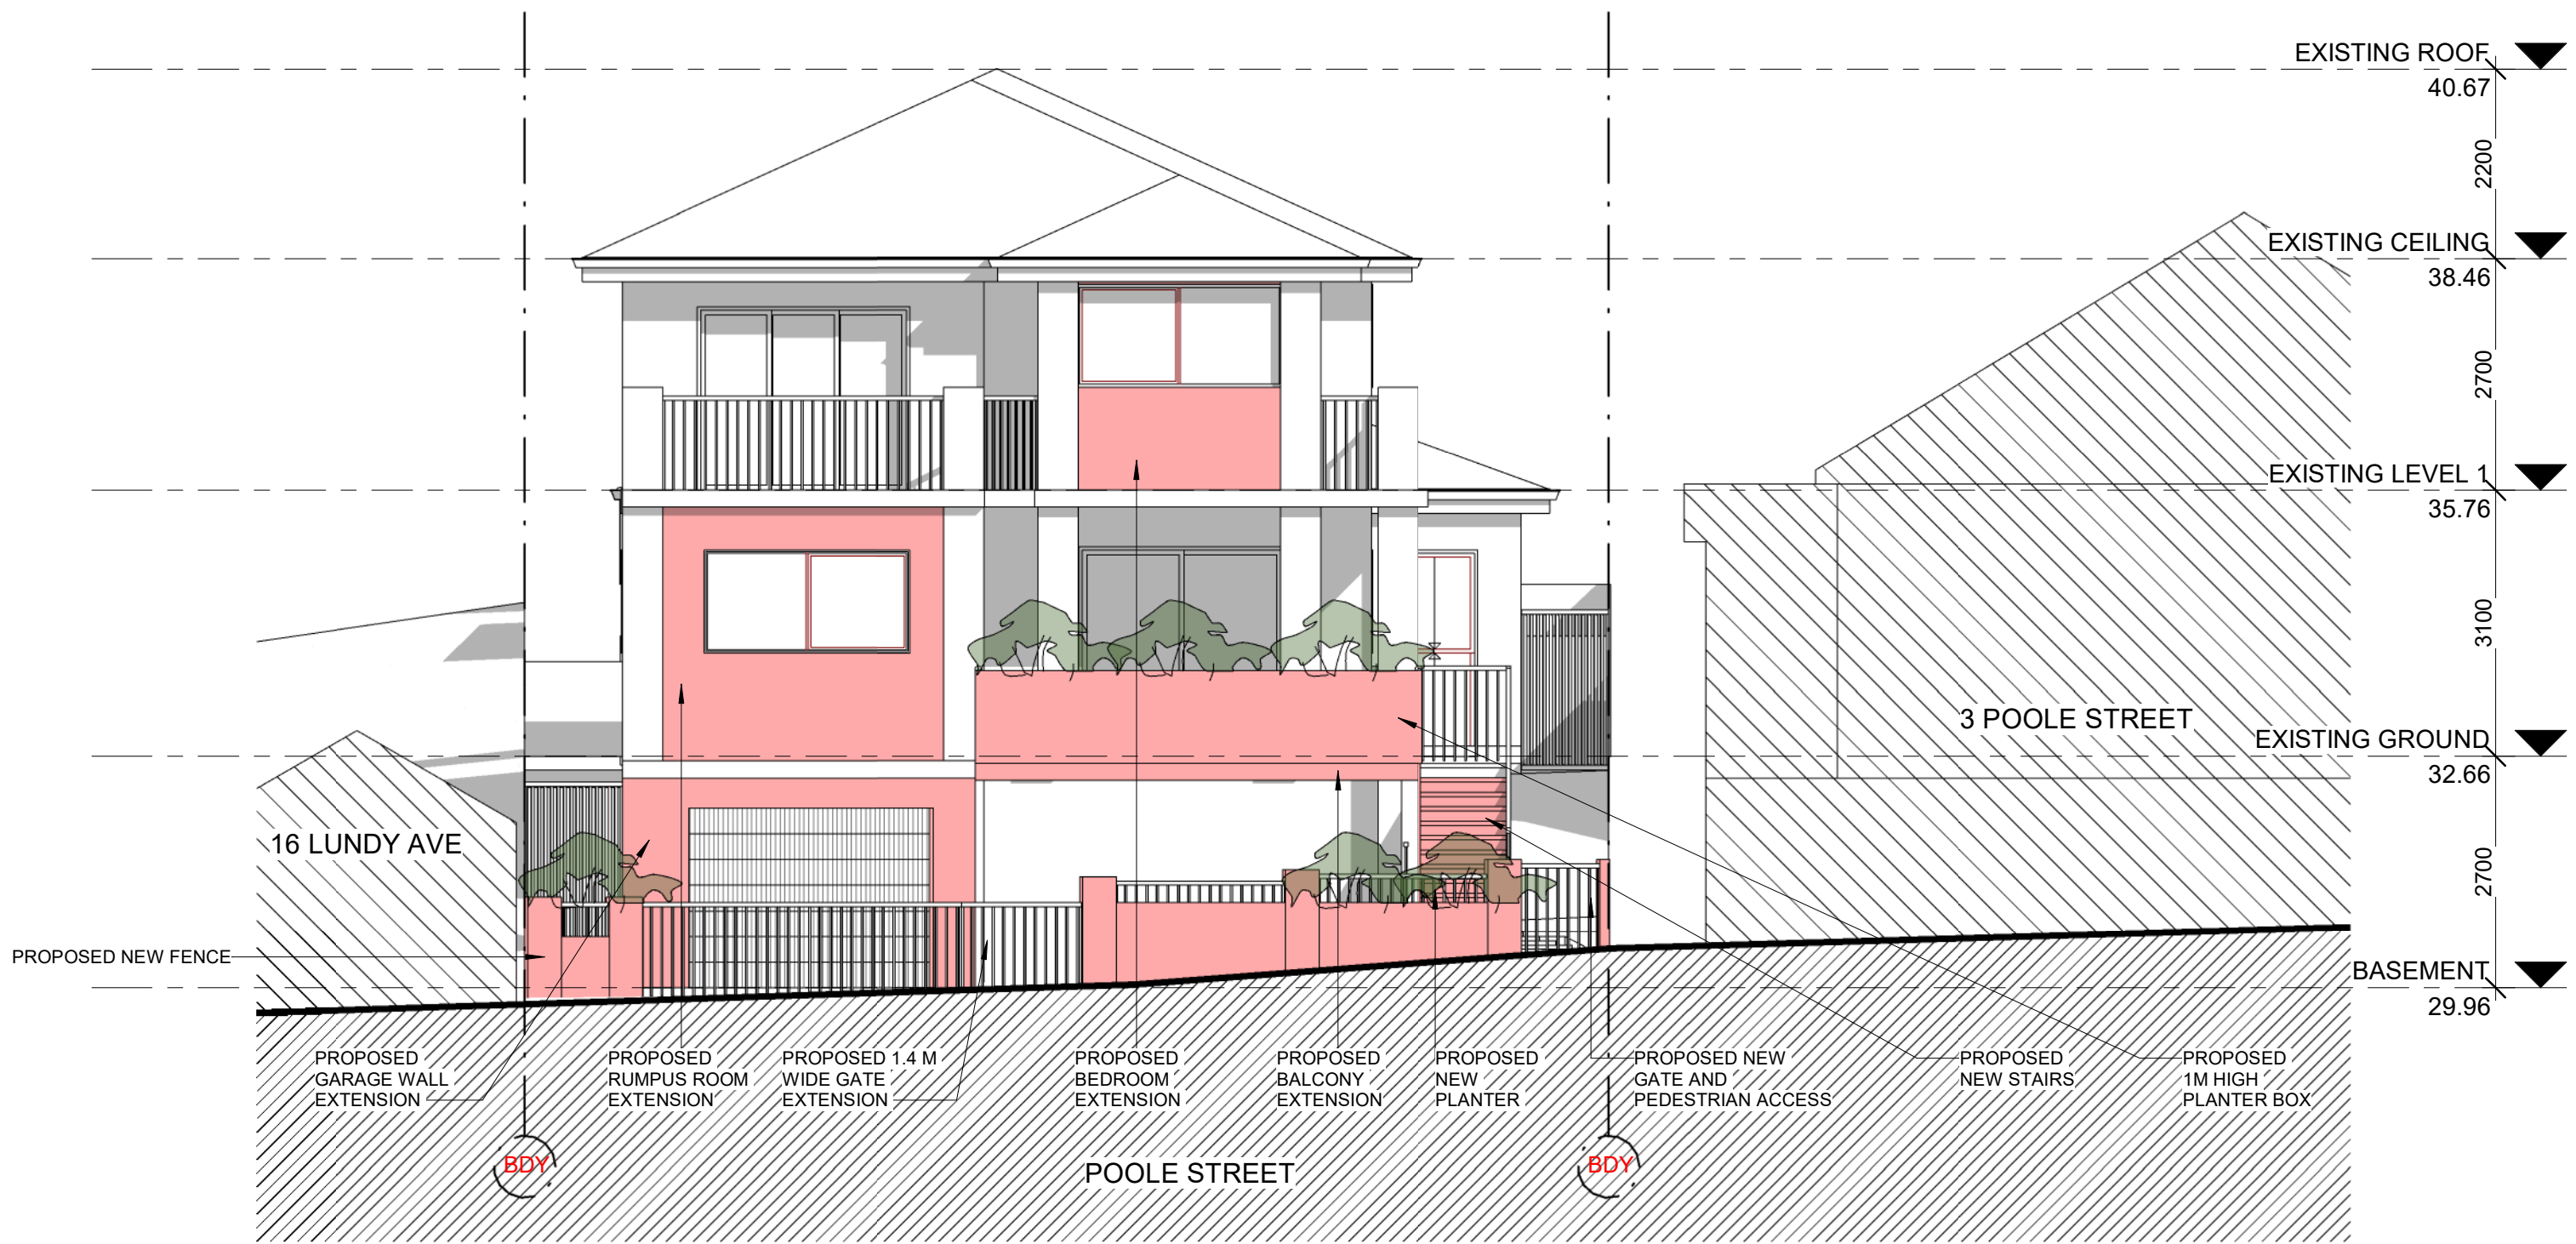 EXISTING ROOF
40.67
2200
EXISTING CEILING
38.46
2700
EXISTING LEVEL 1
35.76
3100
3 POOLE STREET
EXISTING GROUND
32.66
16 LUNDY AVE
2700
PROPOSED NEW FENCE
BASEMENT
29.96
PROPOSED
GARAGE WALL
EXTENSION
PROPOSED
RUMPUS ROOM
EXTENSION
PROPOSED 1.4 M
WIDE GATE
EXTENSION
PROPOSED
BEDROOM
EXTENSION
PROPOSED
BALCONY
EXTENSION
PROPOSED
NEW
PLANTER
PROPOSED NEW
GATE AND
PEDESTRIAN ACCESS
PROPOSED
NEW STAIRS
PROPOSED
1M HIGH
PLANTER BOX
BDY
POOLE STREET
BDY